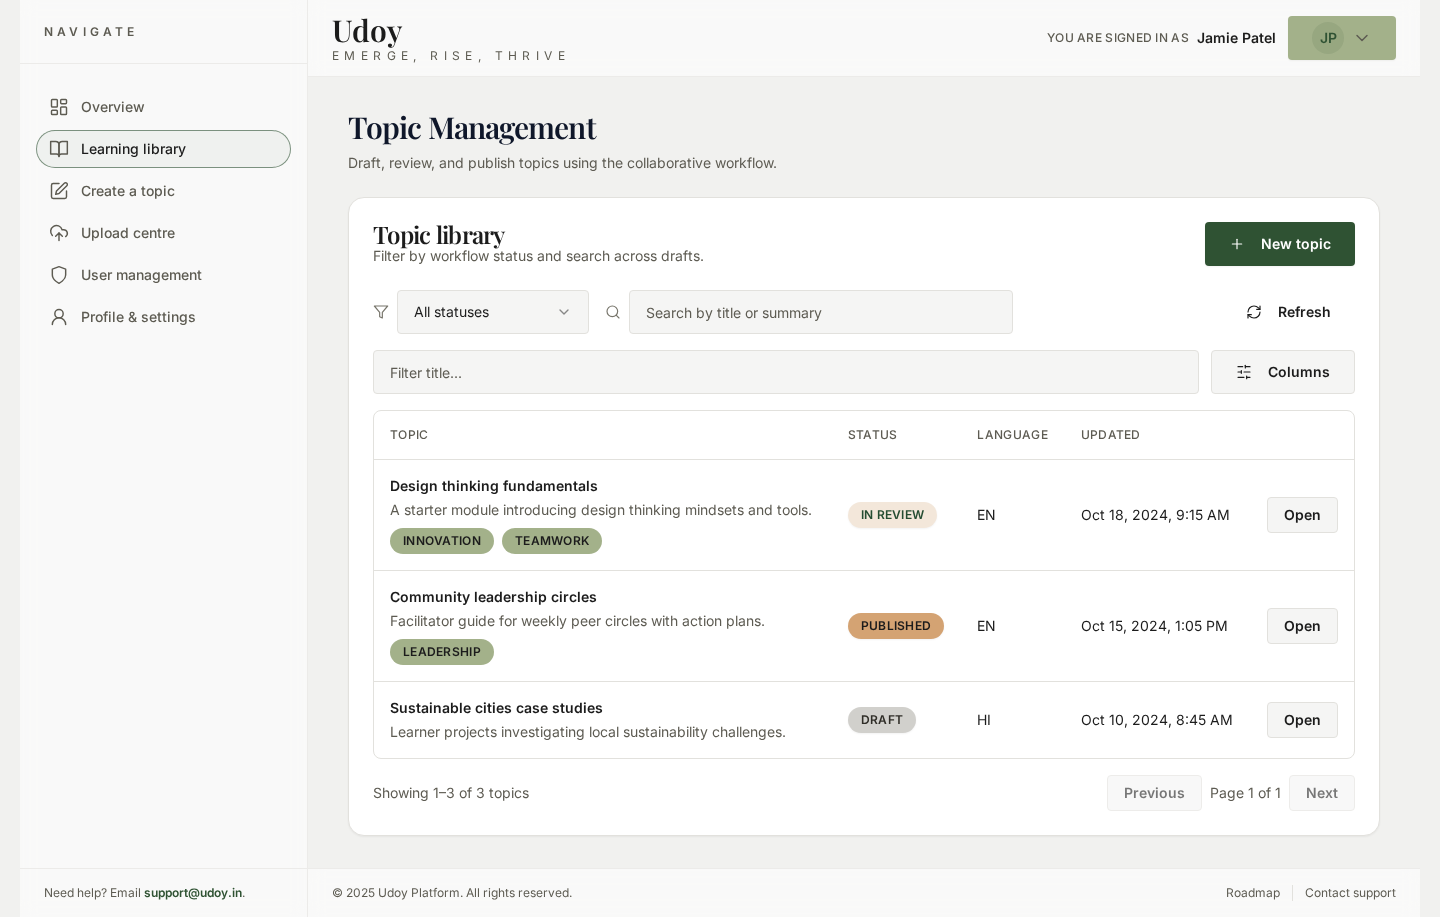 NAVIGATE
Overview
Learning library
Create a topic
Upload centre
User management
Profile & settings
Need help? Email support@udoy.in.
Udoy
EMERGE, RISE, THRIVE
YOU ARE SIGNED IN AS Jamie Patel JP
Topic Management
Draft, review, and publish topics using the collaborative workflow.
Topic library
Filter by workflow status and search across drafts.
New topic
All statuses
Search by title or summary
Refresh
Filter title...
Columns
TOPIC STATUS LANGUAGE UPDATED
Design thinking fundamentals
A starter module introducing design thinking mindsets and tools.
INNOVATION TEAMWORK
IN REVIEW EN Oct 18, 2024, 9:15 AM Open
Community leadership circles
Facilitator guide for weekly peer circles with action plans.
LEADERSHIP
PUBLISHED EN Oct 15, 2024, 1:05 PM Open
Sustainable cities case studies
Learner projects investigating local sustainability challenges.
DRAFT HI Oct 10, 2024, 8:45 AM Open
Showing 1–3 of 3 topics
Previous Page 1 of 1 Next
© 2025 Udoy Platform. All rights reserved.
Roadmap Contact support